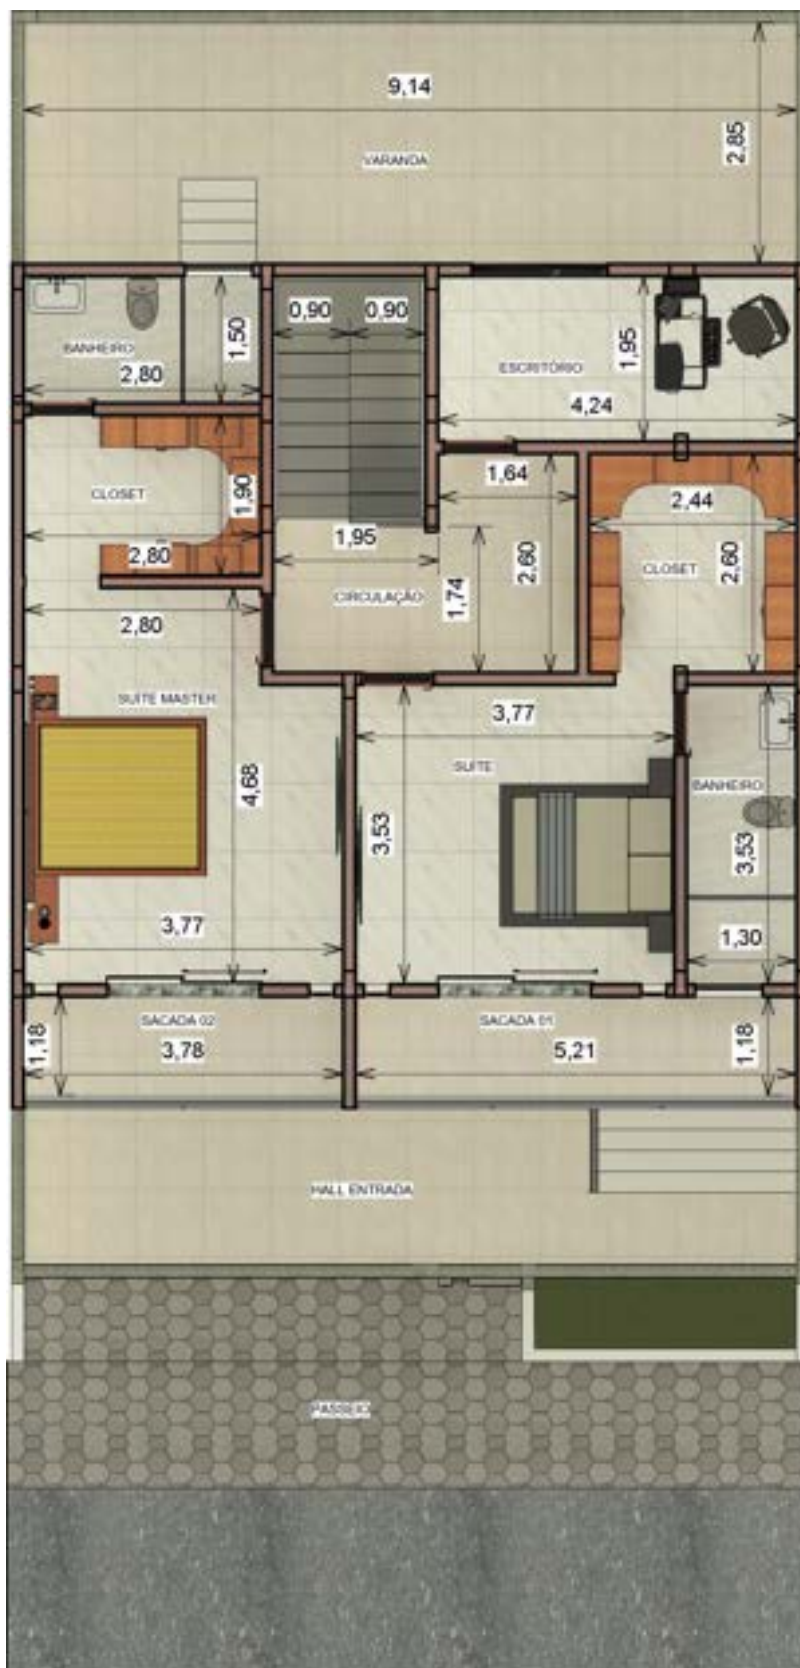 9,14
2,85
VARANDA
0,90
0,90
1,50
BANHEIRO
2,80
1,95
ESCRITÓRIO
4,24
1,64
CLOSET
1,90
2,44
1,95
2,80
2,60
1,74
CLOSET
2,60
CIRCULAÇÃO
2,80
SUITE MASTER
3,77
SUITE
4,68
BANHEIRO
3,53
3,53
3,77
1,30
SACADA 02
SACADA 01
1,18
3,78
5,21
1,18
HALL ENTRADA
PASSEIO